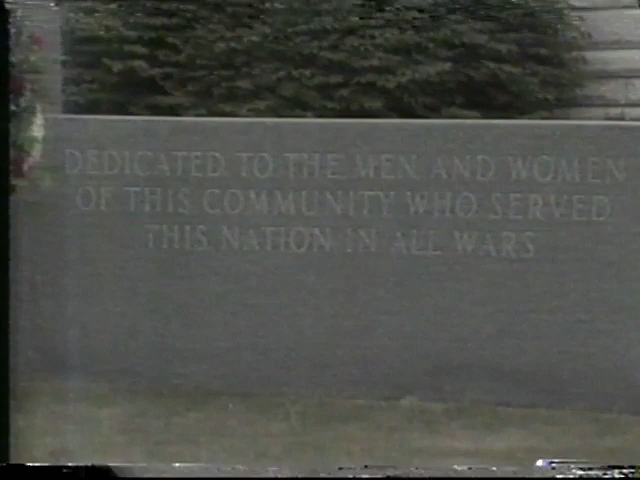 DEDICATED TO THE MEN AND WOMEN
OF THIS COMMUNITY WHO SERVED
THIS NATION IN ALL WARS